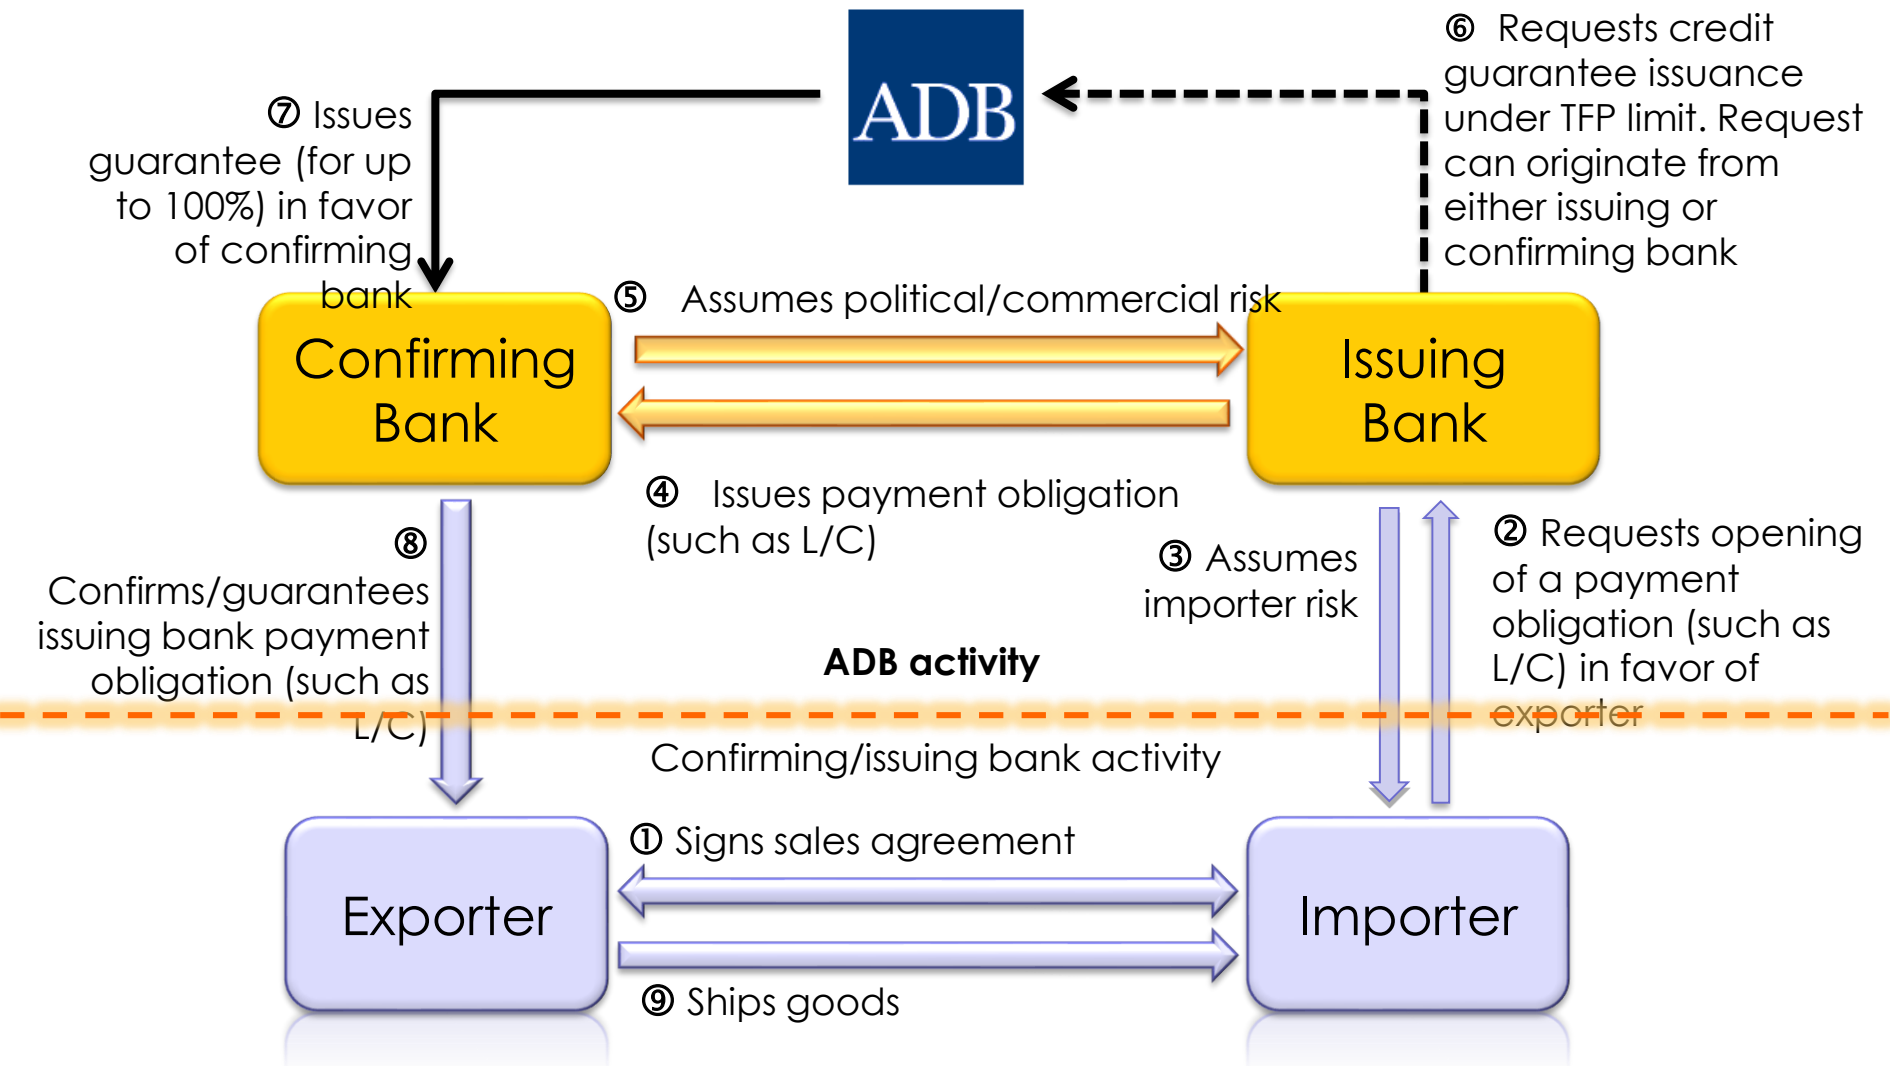 ADB
⑥ Requests credit
guarantee issuance
under TFP limit. Request
can originate from
either issuing or
confirming bank
⑦ Issues
guarantee (for up
to 100%) in favor
of confirming
bank
⑤ Assumes political/commercial risk
Confirming
Bank
Issuing
Bank
④ Issues payment obligation
(such as L/C)
③ Assumes
importer risk
② Requests opening
of a payment
obligation (such as
L/C) in favor of
exporter
⑧
Confirms/guarantees
issuing bank payment
obligation (such as
L/C)
ADB activity
Confirming/issuing bank activity
① Signs sales agreement
Exporter
Importer
⑨ Ships goods